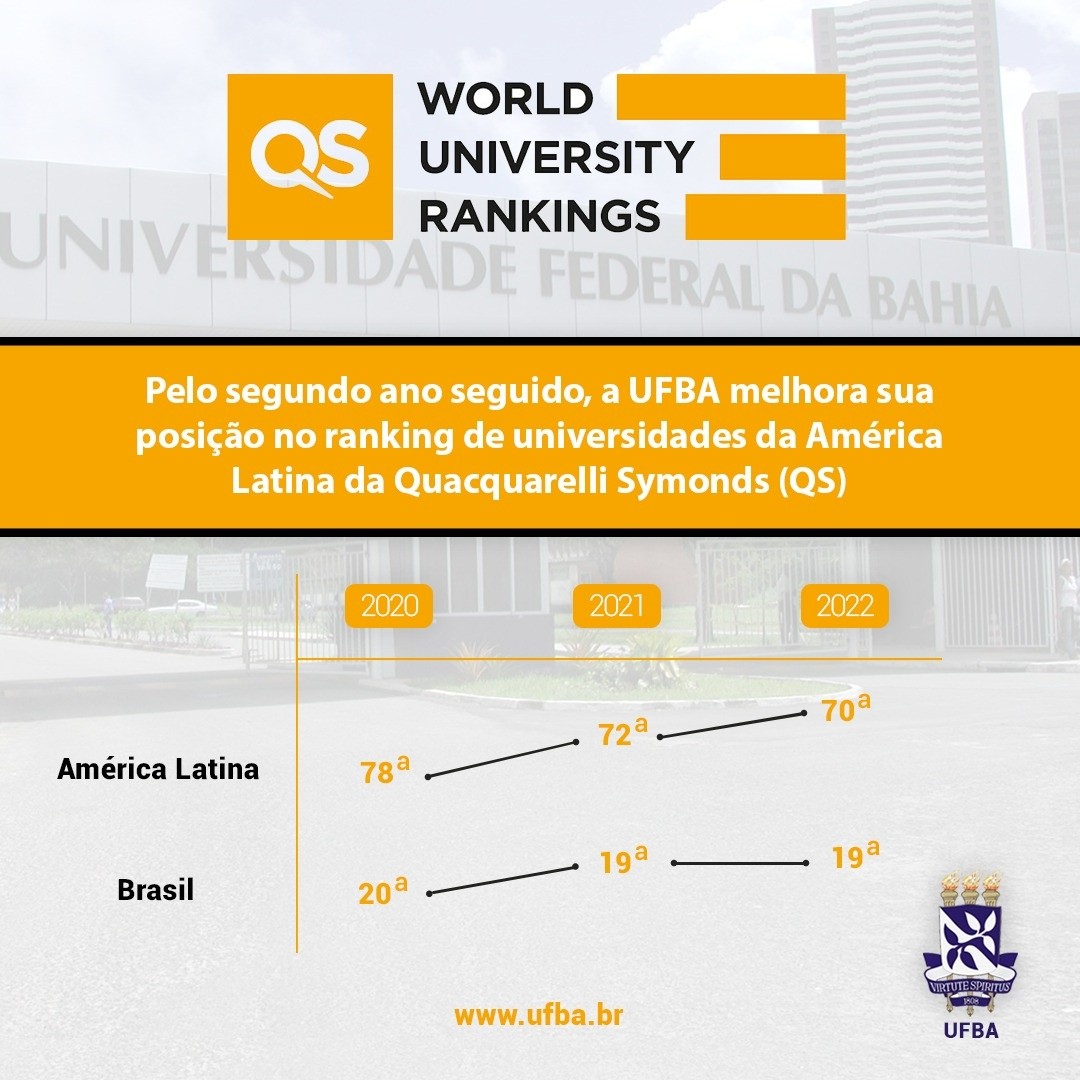 QS
WORLD
UNIVERSITY
RANKINGS
UNIVERSIDADE FEDERAL DA BAHIA
Pelo segundo ano seguido, a UFBA melhora sua
posição no ranking de universidades da América
Latina da Quacquarelli Symonds (QS)
2020 2021 2022
América Latina 78ª 72ª 70ª
Brasil 20ª 19ª 19ª
VIRTUTE SPIRITUS
1808
UFBA
www.ufba.br